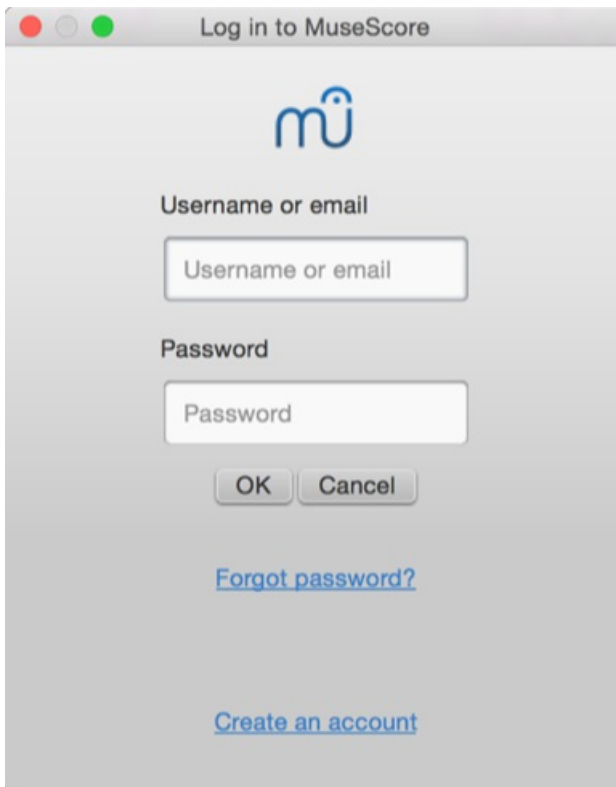 Log in to MuseScore
mu
Username or email
Username or email
Password
Password
OK Cancel
Forgot password?
Create an account